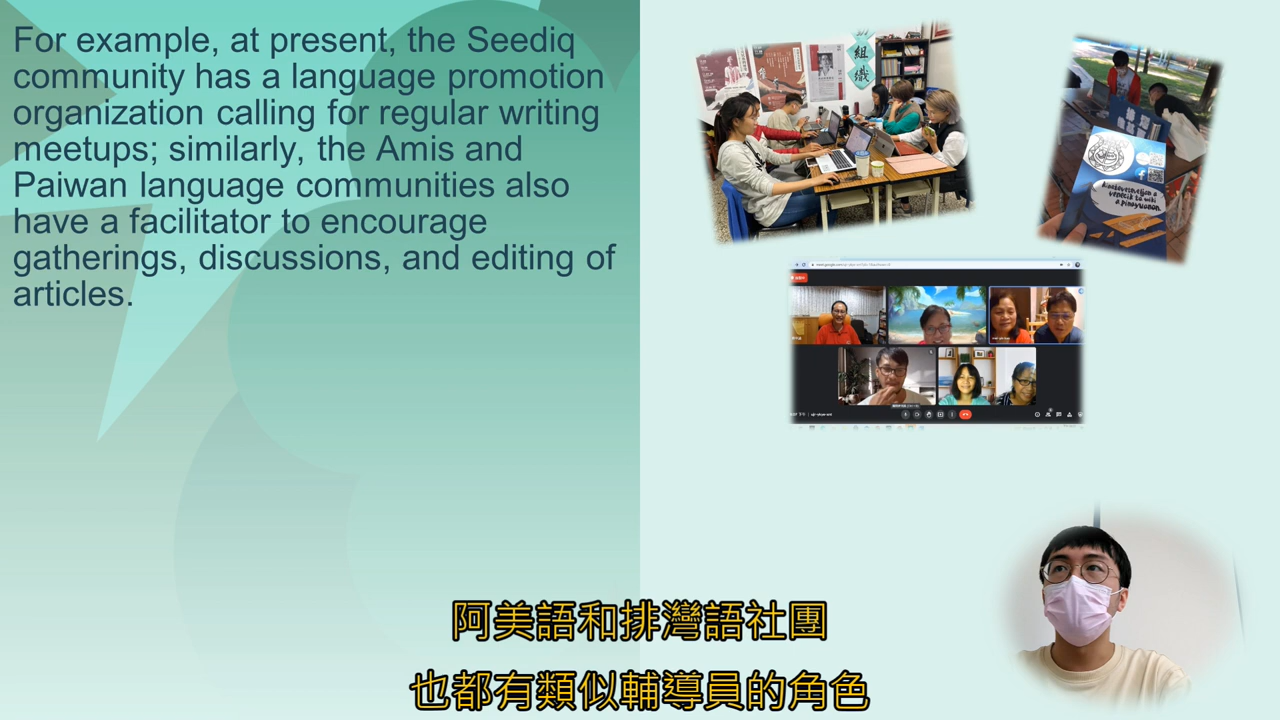 For example, at present, the Seediq
community has a language promotion
organization calling for regular writing
meetups; similarly, the Amis and
Paiwan language communities also
have a facilitator to encourage
gatherings, discussions, and editing of
articles.
組
織
阿美語和排灣語社團
也都有類似輔導員的角色